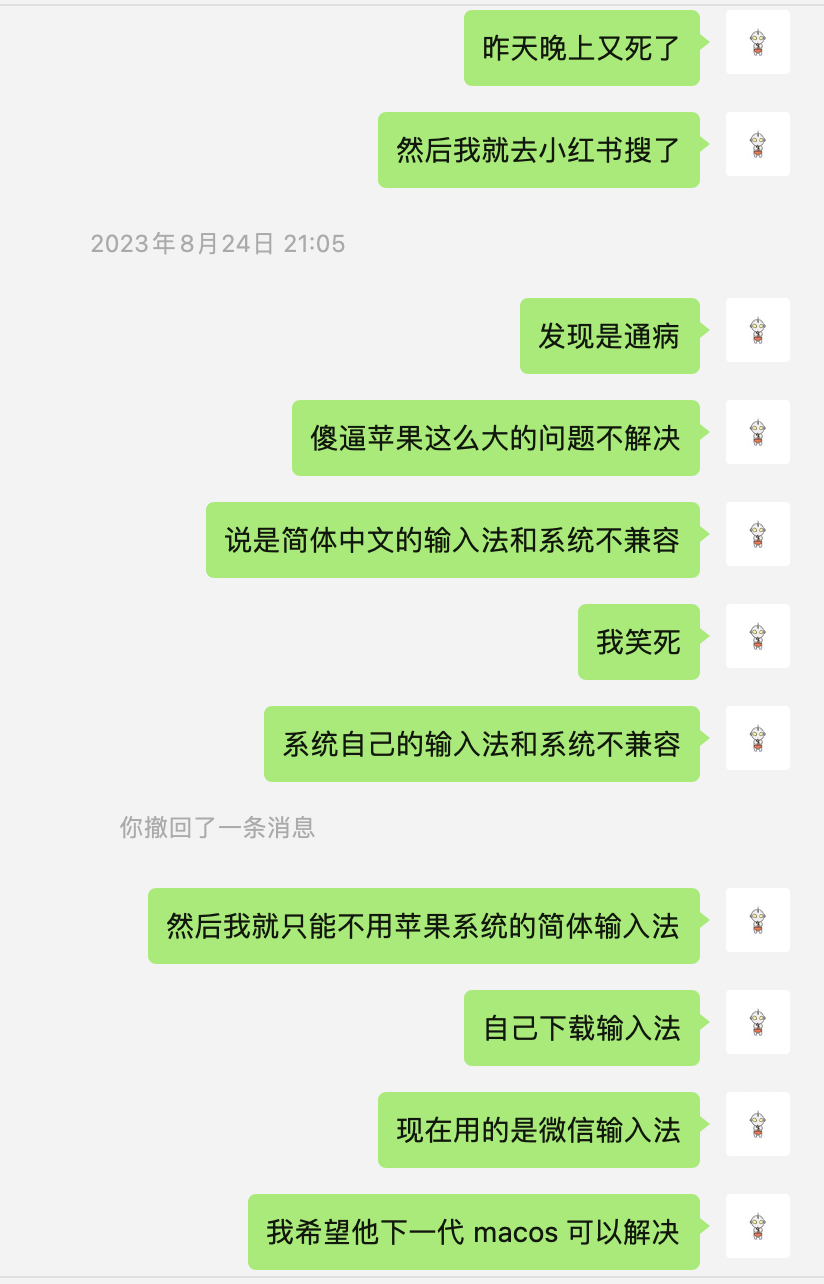 昨天晚上又死了
然后我就去小红书搜了
2023年8月24日 21:05
发现是通病
傻逼苹果这么大的问题不解决
说是简体中文的输入法和系统不兼容
我笑死
系统自己的输入法和系统不兼容
你撤回了一条消息
然后我就只能不用苹果系统的简体输入法
自己下载输入法
现在用的是微信输入法
我希望他下一代 macos 可以解决